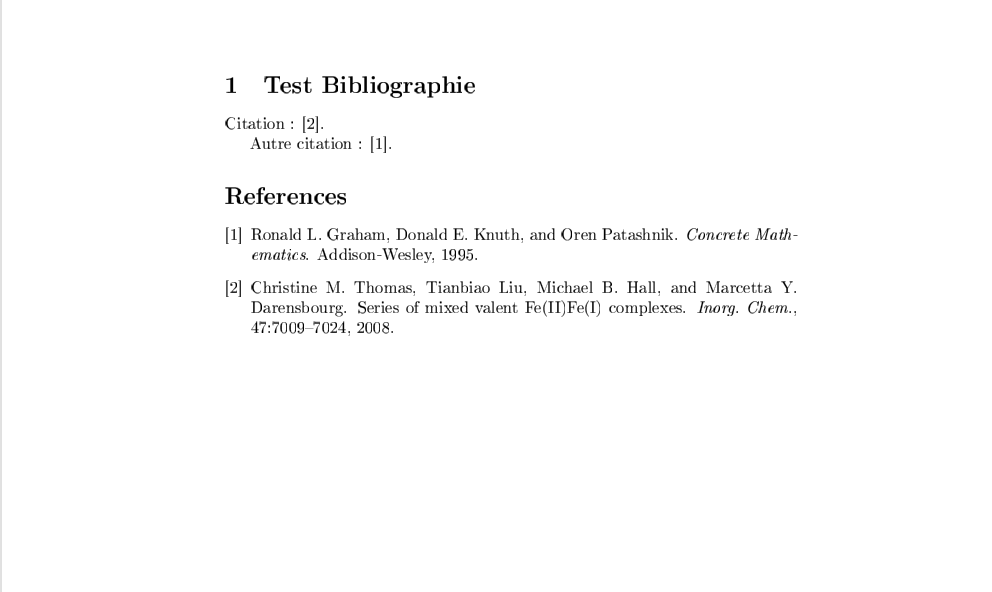 1 Test Bibliographie
Citation : [2].
Autre citation : [1].
References
[1] Ronald L. Graham, Donald E. Knuth, and Oren Patashnik. Concrete Math-
ematics. Addison-Wesley, 1995.
[2] Christine M. Thomas, Tianbiao Liu, Michael B. Hall, and Marcetta Y.
Darensbourg. Series of mixed valent Fe(II)Fe(I) complexes. Inorg. Chem.,
47:7009–7024, 2008.